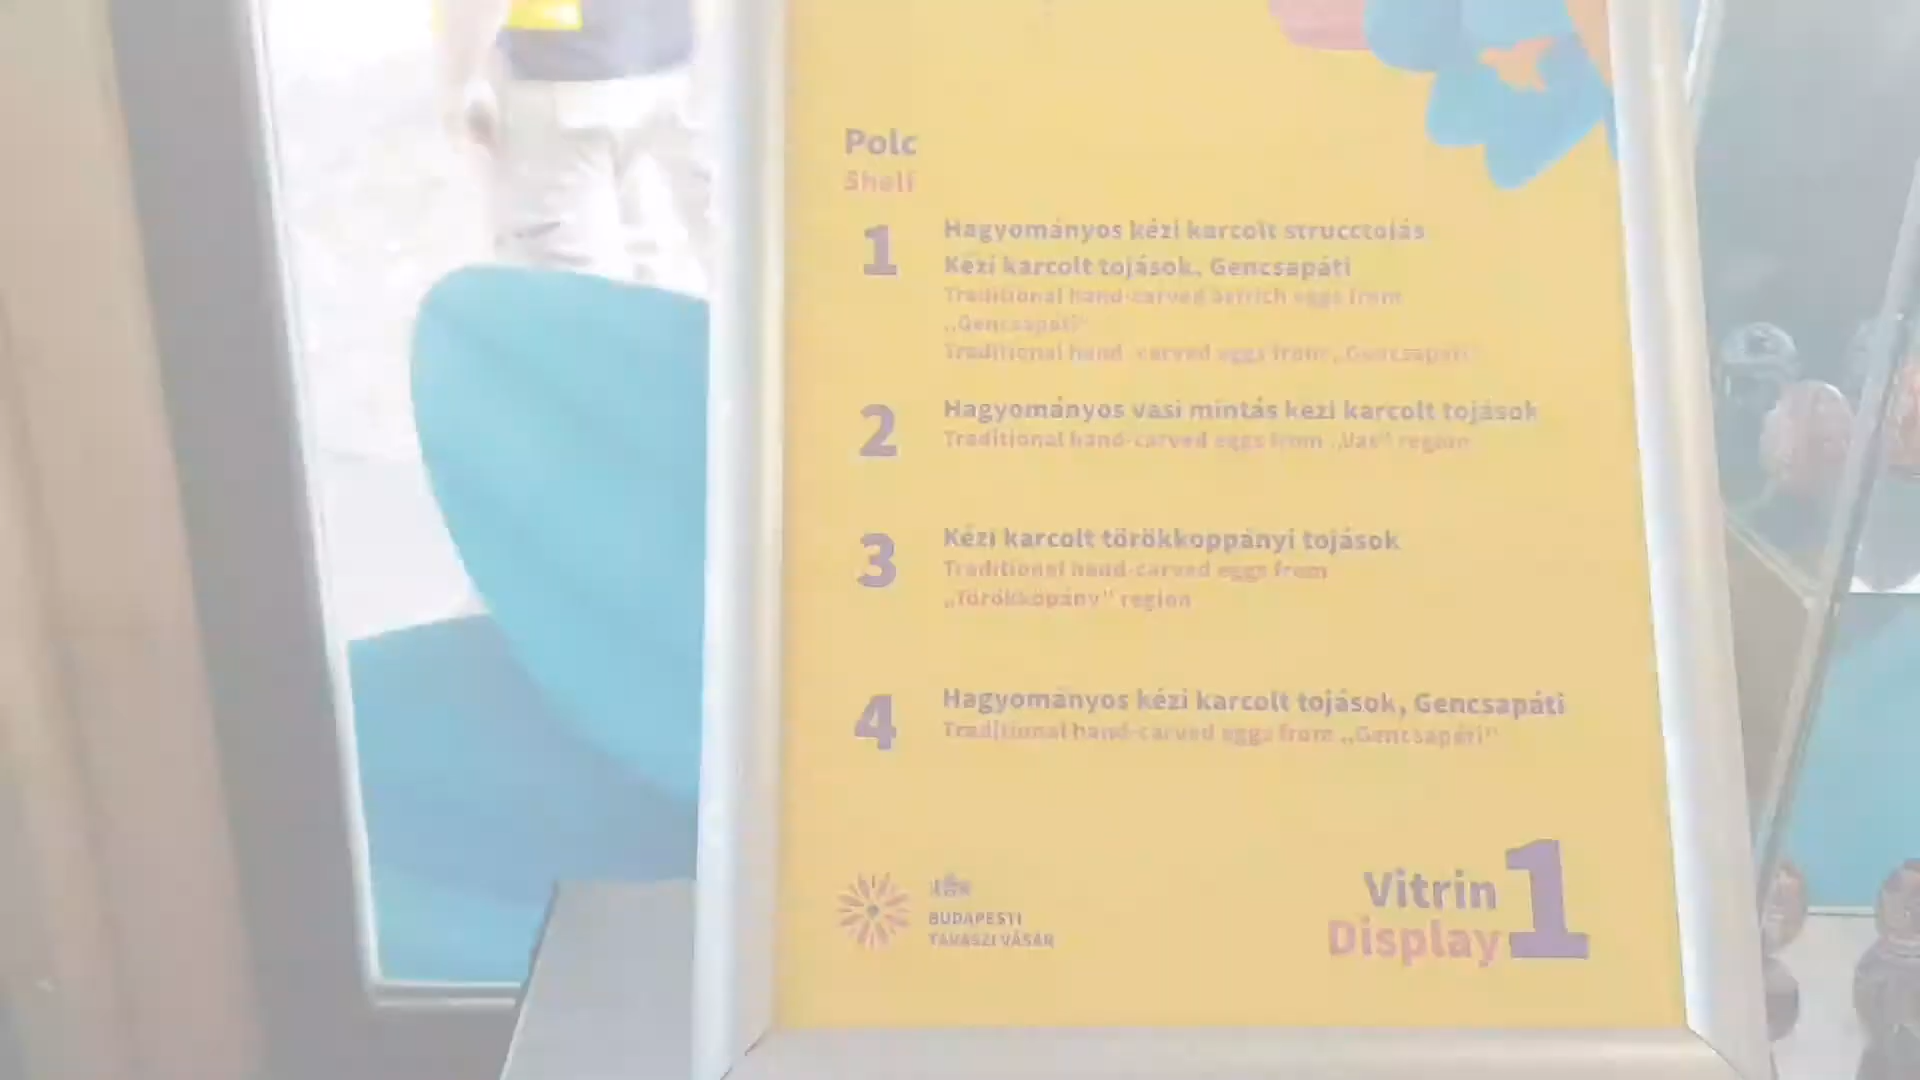 Polc
Shelf
1
Hagyományos kézi karcolt strucctojás
Kézi karcolt tojások, Gencsapáti
Traditional hand-carved ostrich eggs from
„Gencsapáti”
Traditional hand-carved eggs from „Gencsapáti”
2
Hagyományos vasi mintás kézi karcolt tojások
Traditional hand-carved eggs from „Vas” region
3
Kézi karcolt törökkoppányi tojások
Traditional hand-carved eggs from
„Törökkopány” region
4
Hagyományos kézi karcolt tojások, Gencsapáti
Traditional hand-carved eggs from „Gencsapáti”
BUDAPESTI
TAVASZI VÁSÁR
Vitrin
Display
1